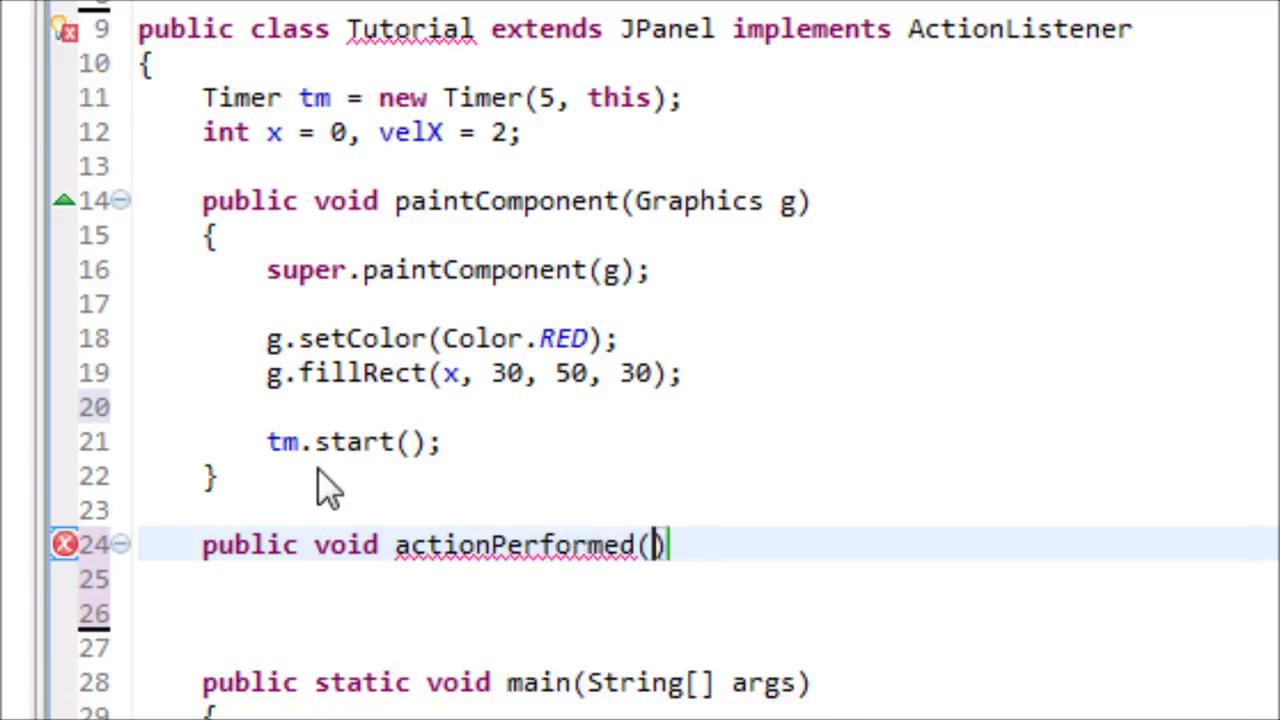 9 public class Tutorial extends JPanel implements ActionListener
10 {
11 Timer tm = new Timer(5, this);
12 int x = 0, velX = 2;
13
14 public void paintComponent(Graphics g)
15 {
16 super.paintComponent(g);
17
18 g.setColor(Color.RED);
19 g.fillRect(x, 30, 50, 30);
20
21 tm.start();
22 }
23
24 public void actionPerformed()
25
26
27
28 public static void main(String[] args)
29 {